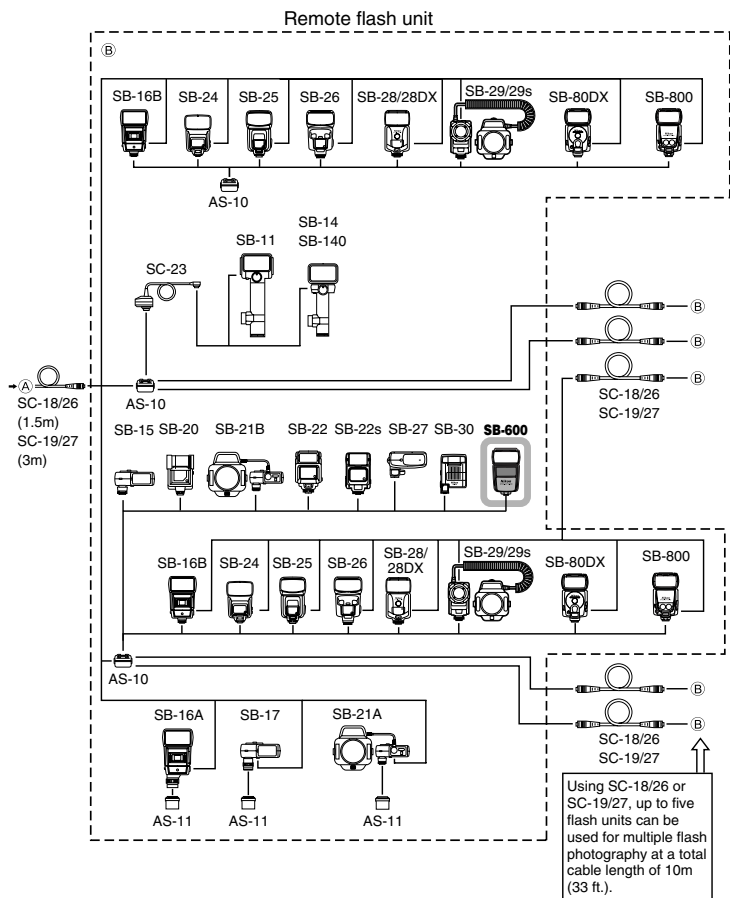 Remote flash unit
Ⓑ
SB-16B SB-24 SB-25 SB-26 SB-28/28DX SB-29/29s SB-80DX SB-800
AS-10
SB-11
SB-14
SB-140
SC-23
Ⓑ
Ⓑ
Ⓑ
Ⓐ
SC-18/26
(1.5m)
SC-19/27
(3m)
AS-10
SC-18/26
SC-19/27
SB-15 SB-20 SB-21B SB-22 SB-22s SB-27 SB-30 SB-600
SB-16B SB-24 SB-25 SB-26 SB-28/
28DX SB-29/29s SB-80DX SB-800
AS-10
Ⓑ
Ⓑ
SC-18/26
SC-19/27
SB-16A SB-17 SB-21A
AS-11 AS-11 AS-11
Using SC-18/26 or
SC-19/27, up to five
flash units can be
used for multiple flash
photography at a total
cable length of 10m
(33 ft.).